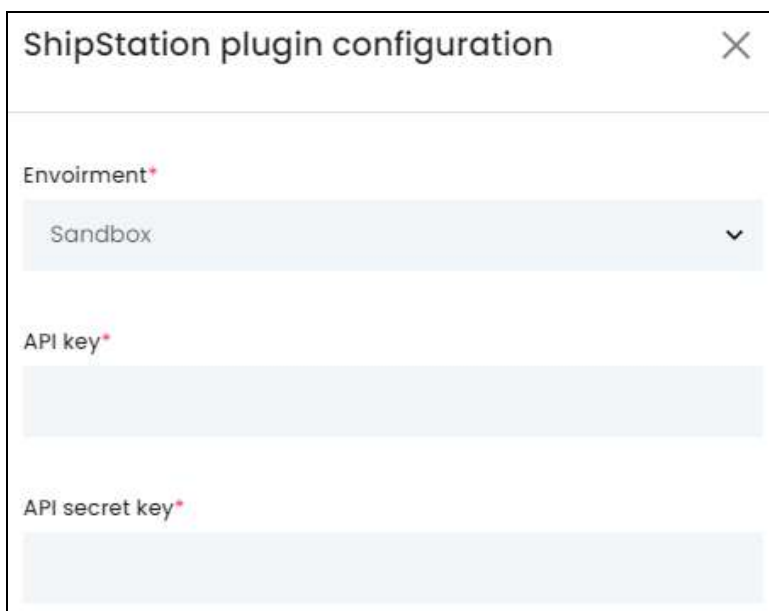 ShipStation plugin configuration
Envoirment*
Sandbox
API key*
API secret key*